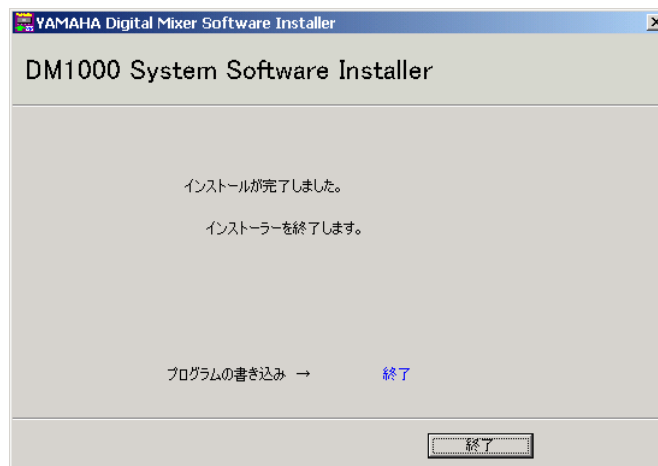 YAMAHA Digital Mixer Software Installer
DM1000 System Software Installer
インストールが完了しました。
インストーラーを終了します。
プログラムの書き込み → 終了
終了